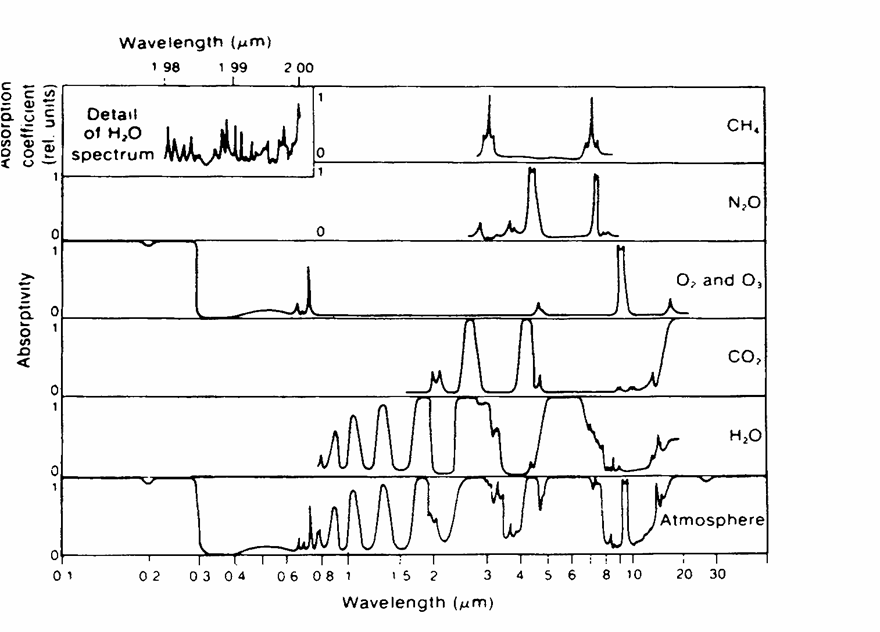 Wavelength (μm)
1 98 1 99 2 00
Absorption
coefficient
(rel. units)
Detail
of H₂O
spectrum
1
0
CH₄
1
0
1
0
N₂O
1
0
O₂ and O₃
Absorptivity
1
0
CO₂
1
0
H₂O
1
0
Atmosphere
0 1 0 2 0 3 0 4 0 6 0 8 1 1 5 2 3 4 5 6 8 10 20 30
Wavelength (μm)